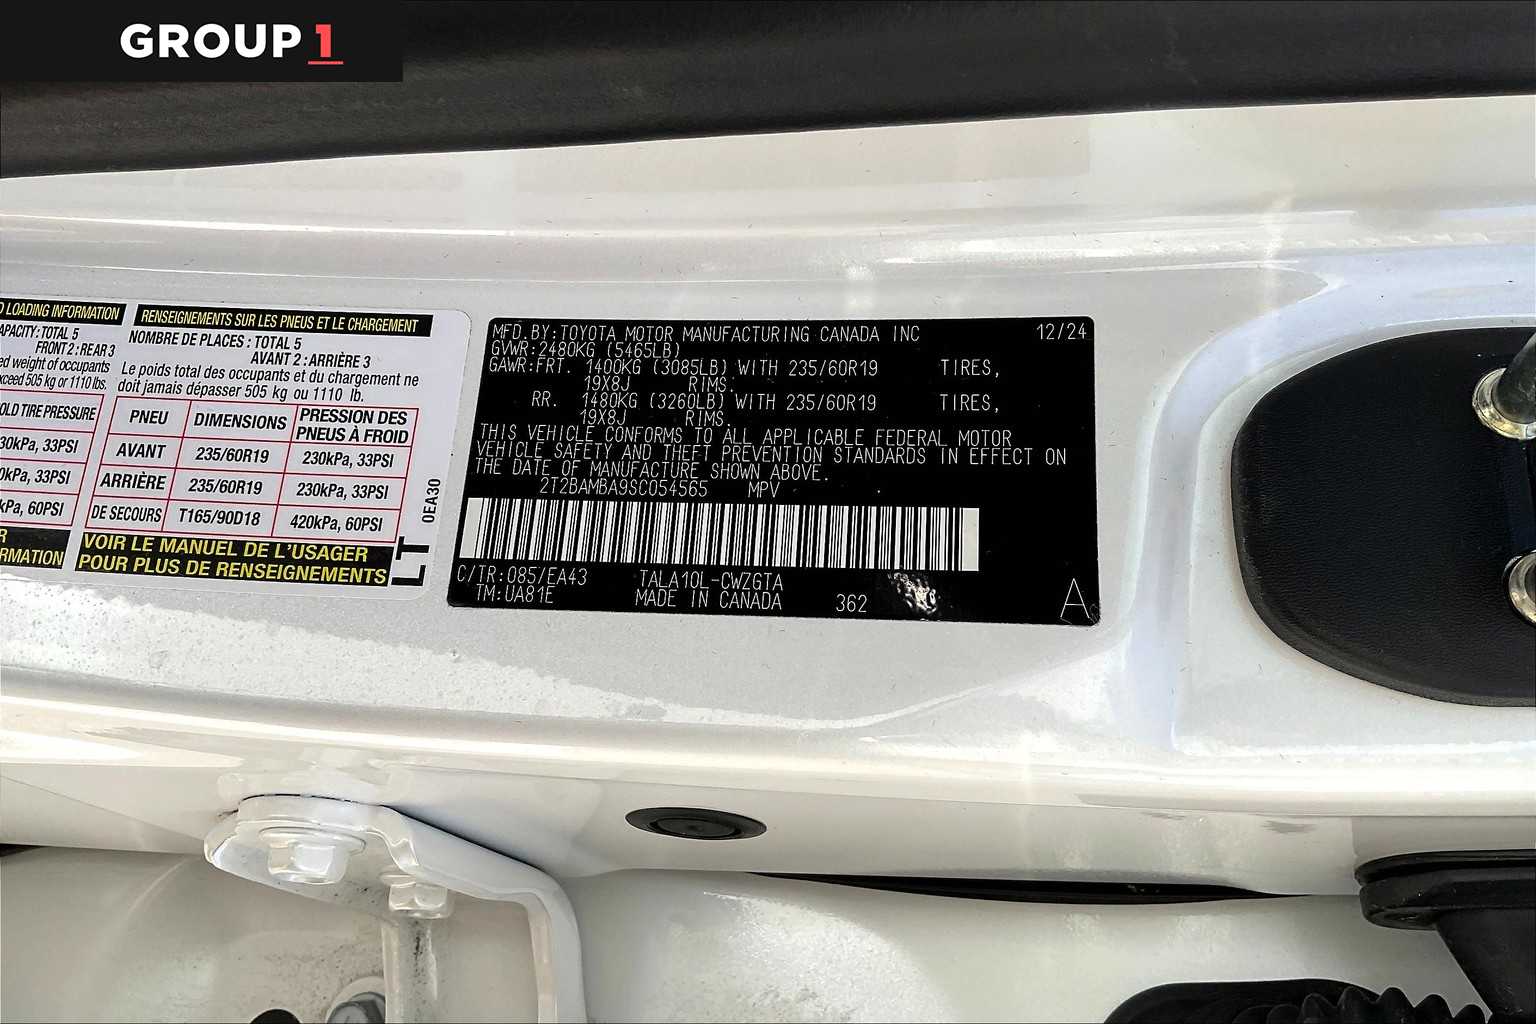 GROUP 1
D LOADING INFORMATION
APACITY: TOTAL 5
FRONT 2 : REAR 3
ed weight of occupants
xceed 505 kg or 1110 lbs.
OLD TIRE PRESSURE
30kPa, 33PSI
0kPa, 33PSI
kPa, 60PSI
R
RMATION
RENSEIGNEMENTS SUR LES PNEUS ET LE CHARGEMENT
NOMBRE DE PLACES : TOTAL 5
AVANT 2 : ARRIÈRE 3
Le poids total des occupants et du chargement ne
doit jamais dépasser 505 kg ou 1110 lb.
PNEU DIMENSIONS PRESSION DES PNEUS À FROID
AVANT 235/60R19 230kPa, 33PSI
ARRIÈRE 235/60R19 230kPa, 33PSI
DE SECOURS T165/90D18 420kPa, 60PSI
VOIR LE MANUEL DE L'USAGER
POUR PLUS DE RENSEIGNEMENTS
0EA30
LT
MFD.BY:TOYOTA MOTOR MANUFACTURING CANADA INC 12/24
GVWR:2480KG (5465LB)
GAWR:FRT. 1400KG (3085LB) WITH 235/60R19 TIRES,
19X8J RIMS.
RR. 1480KG (3260LB) WITH 235/60R19 TIRES,
19X8J RIMS.
THIS VEHICLE CONFORMS TO ALL APPLICABLE FEDERAL MOTOR
VEHICLE SAFETY AND THEFT PREVENTION STANDARDS IN EFFECT ON
THE DATE OF MANUFACTURE SHOWN ABOVE.
2T2BAMBA9SC054565 MPV
C/TR:085/EA43 TALA10L-CWZGTA
TM:UA81E MADE IN CANADA 362 A